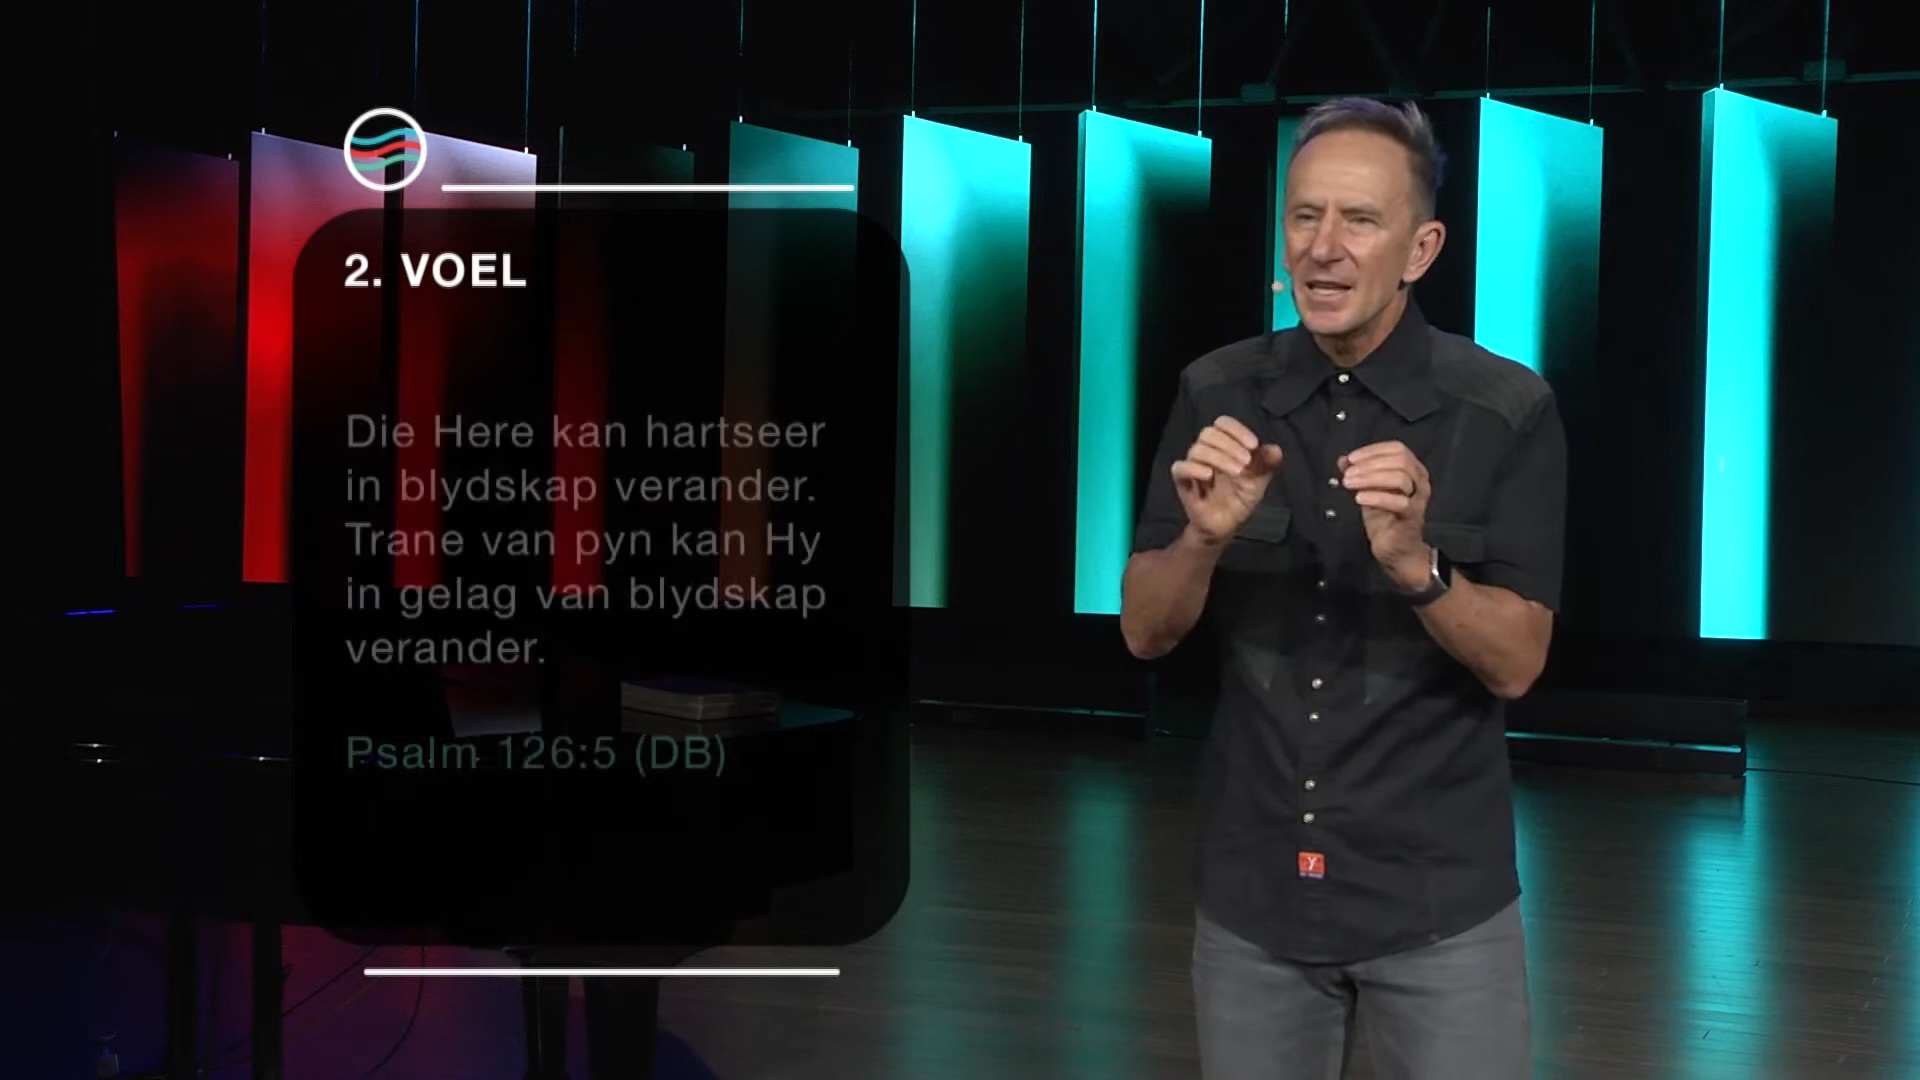 2. VOEL
Die Here kan hartseer
in blydskap verander.
Trane van pyn kan Hy
in gelag van blydskap
verander.
Psalm 126:5 (DB)
y